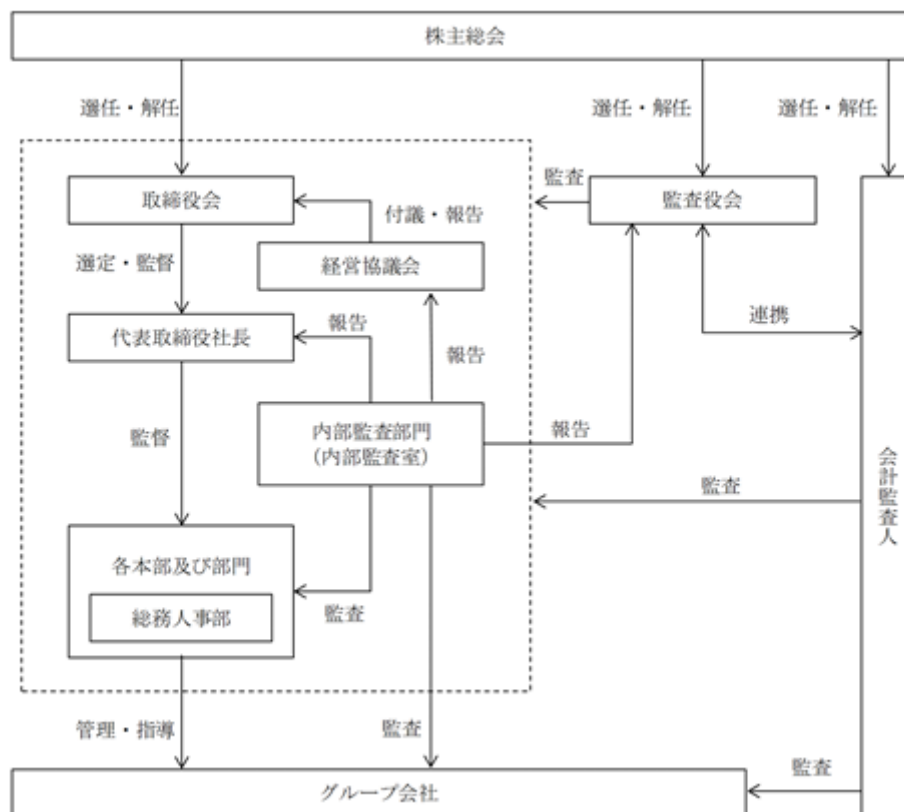 株主総会
選任・解任
選任・解任
選任・解任
取締役会
監査
監査役会
付議・報告
選定・監督
経営協議会
代表取締役社長
報告
連携
報告
監督
内部監査部門
(内部監査室)
報告
会計監査人
監査
各本部及び部門
総務人事部
監査
管理・指導
監査
監査
グループ会社